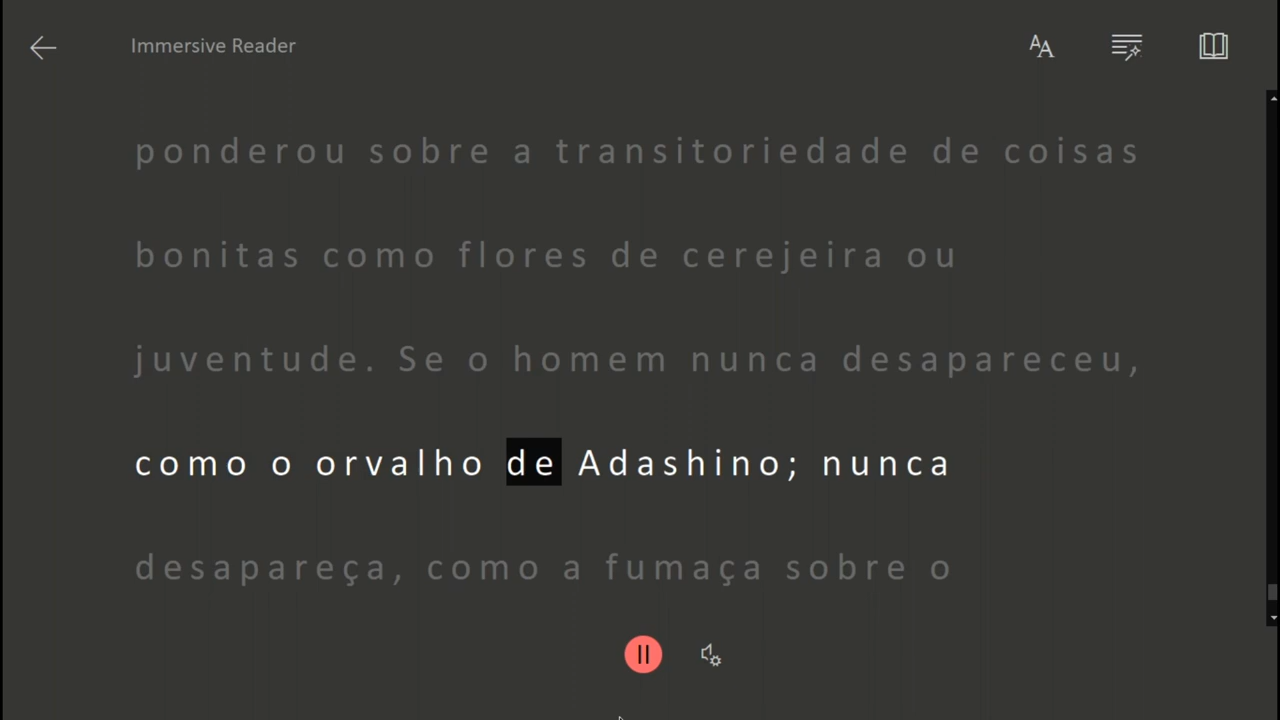 Immersive Reader
ponderou sobre a transitoriedade de coisas
bonitas como flores de cerejeira ou
juventude. Se o homem nunca desapareceu,
como o orvalho de Adashino; nunca
desapareça, como a fumaça sobre o